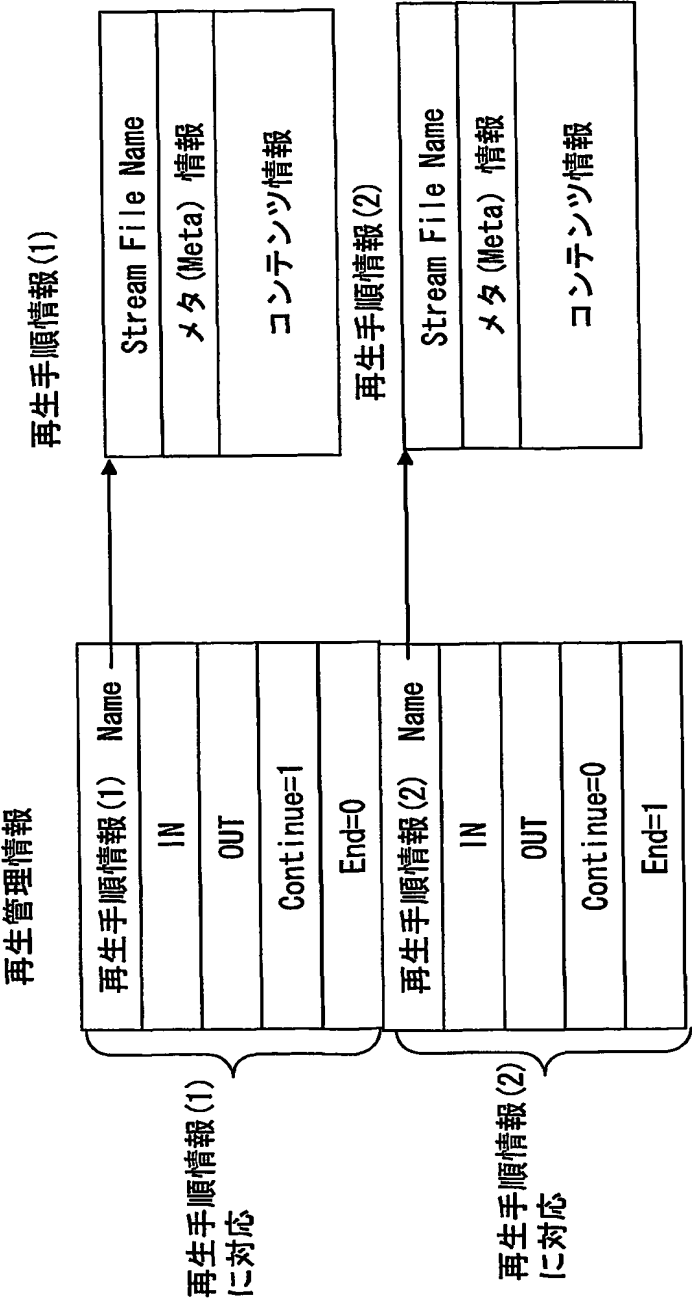 再生管理情報
再生手順情報(1)に対応
再生手順情報(1) Name
IN
OUT
Continue=1
End=0
再生手順情報(2)に対応
再生手順情報(2) Name
IN
OUT
Continue=0
End=1
再生手順情報(1)
Stream File Name
メタ(Meta) 情報
コンテンツ情報
再生手順情報(2)
Stream File Name
メタ(Meta) 情報
コンテンツ情報